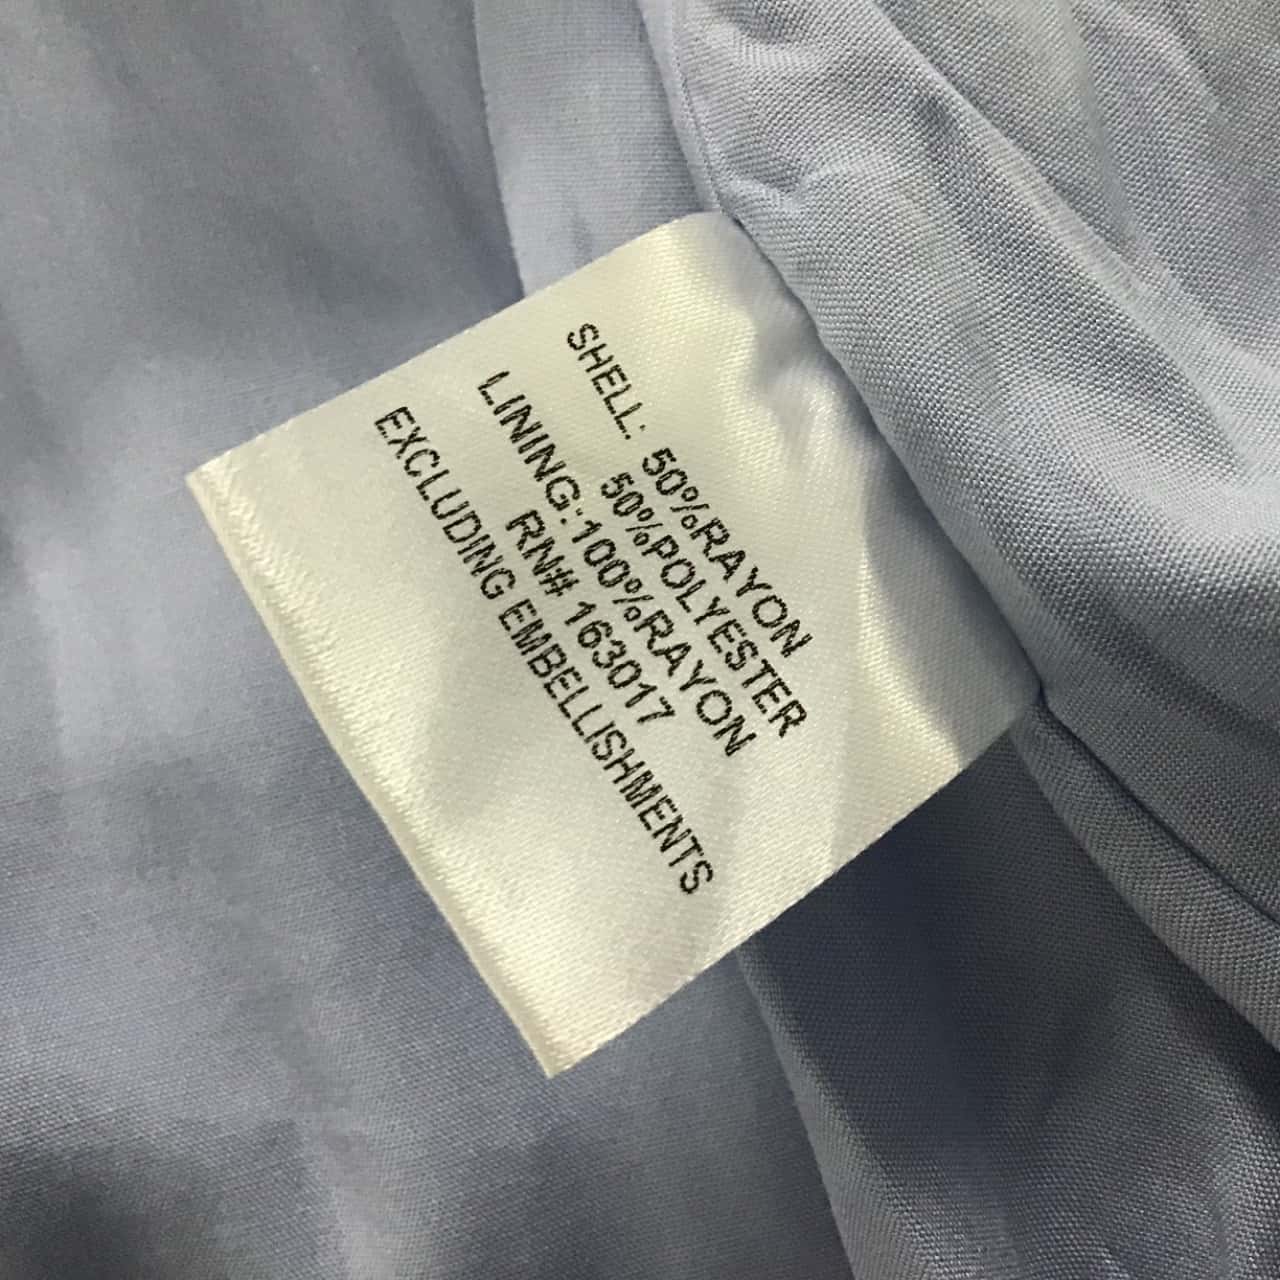 SHELL: 50%RAYON
50%POLYESTER
LINING:100%RAYON
RN# 163017
EXCLUDING EMBELLISHMENTS